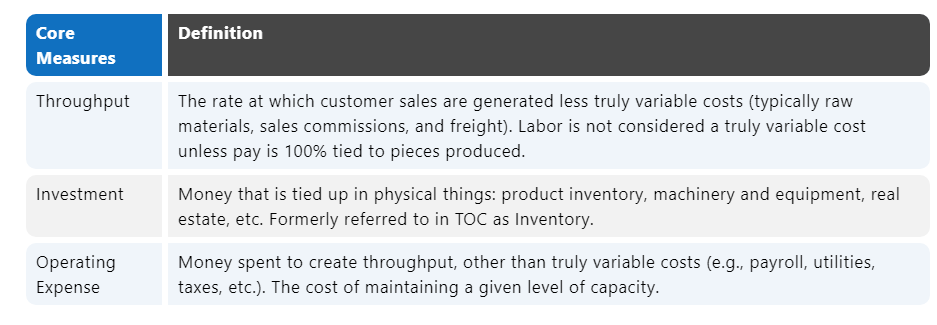 Core
Measures
Definition
Throughput
The rate at which customer sales are generated less truly variable costs (typically raw
materials, sales commissions, and freight). Labor is not considered a truly variable cost
unless pay is 100% tied to pieces produced.
Investment
Money that is tied up in physical things: product inventory, machinery and equipment, real
estate, etc. Formerly referred to in TOC as Inventory.
Operating
Expense
Money spent to create throughput, other than truly variable costs (e.g., payroll, utilities,
taxes, etc.). The cost of maintaining a given level of capacity.